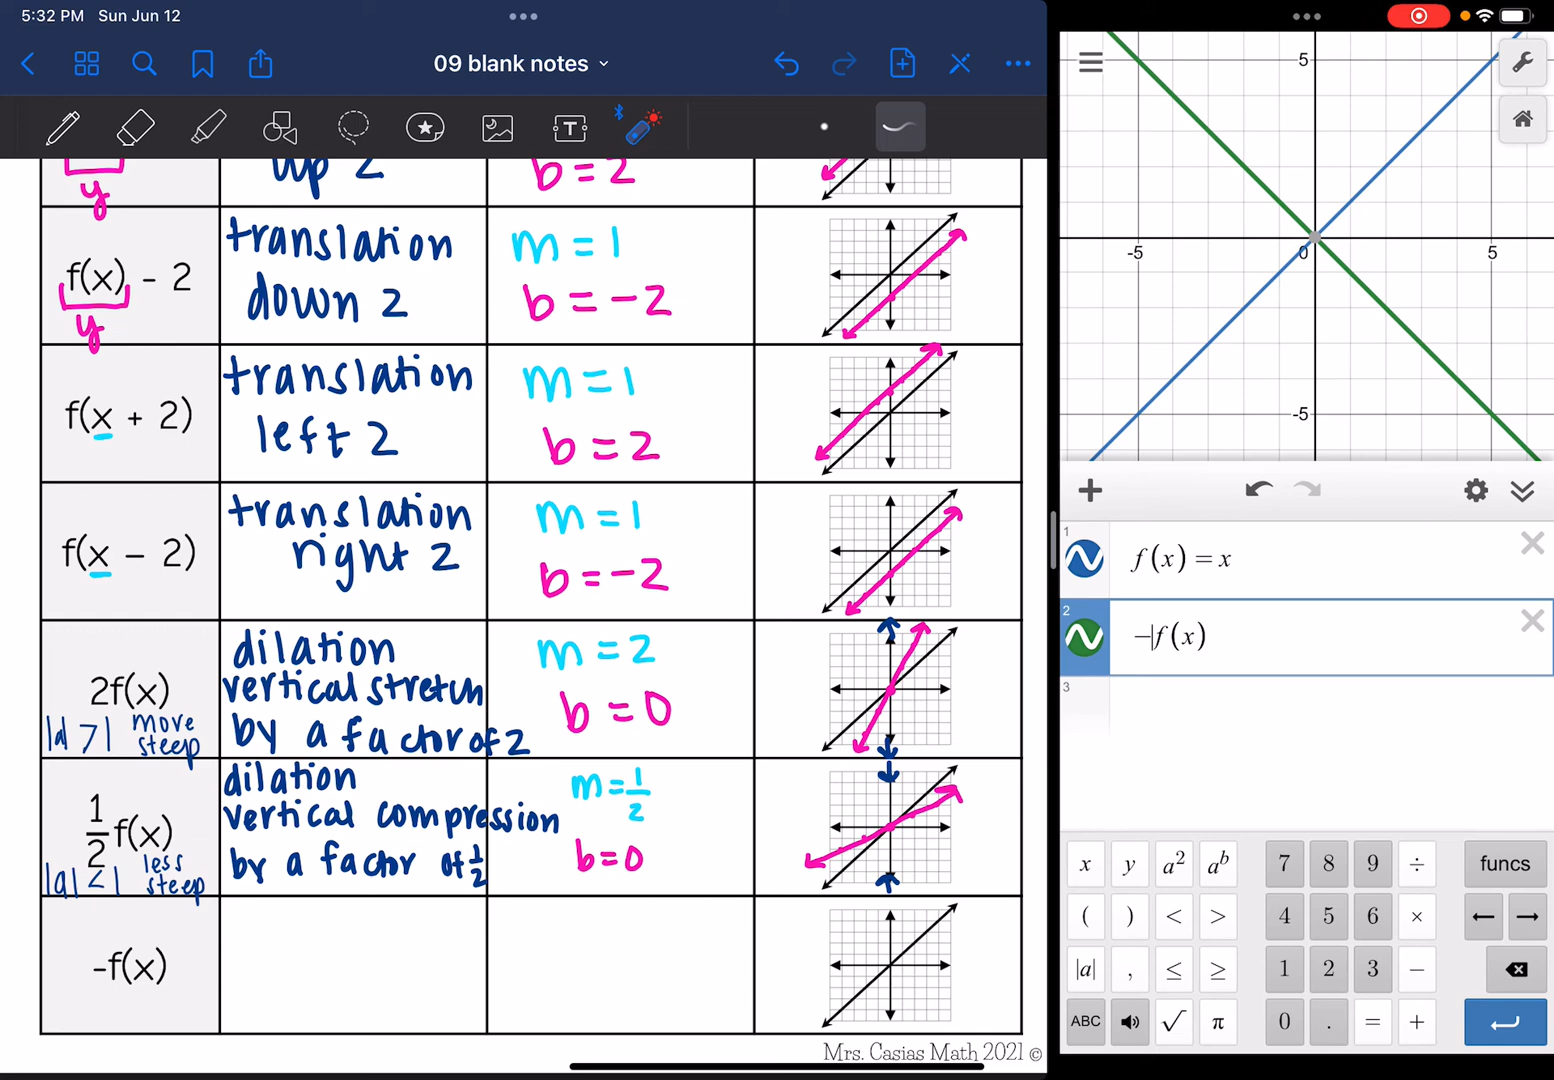 5:32 PM Sun Jun 12
09 blank notes
T
y
up 2
b = 2
f(x) - 2
y
translation
down 2
m = 1
b = -2
f(x + 2)
translation
left 2
m = 1
b = 2
f(x - 2)
translation
right 2
m = 1
b = -2
2f(x)
|a| > 1 more
steep
dilation
vertical stretch
by a factor of 2
m = 2
b = 0
1/2 f(x)
|a| < 1 less
steep
dilation
vertical compression
by a factor of 1/2
m = 1/2
b = 0
-f(x)
Mrs. Casias Math 2021 ©
5
-5
0
5
-5
1
f(x) = x
2
-f(x)
3
x y a² aᵇ 7 8 9 ÷ funcs
( ) < > 4 5 6 × ← →
|a| , ≤ ≥ 1 2 3 −
ABC √ π 0 . = +